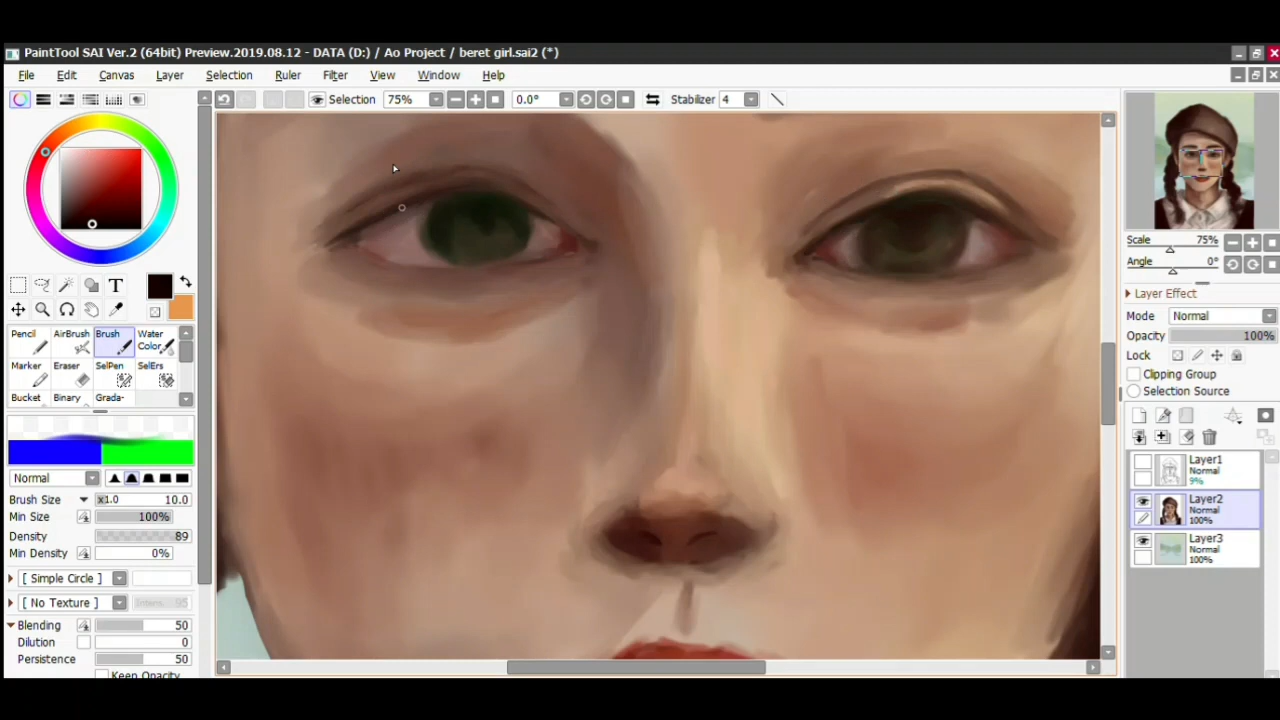 PaintTool SAI Ver.2 (64bit) Preview.2019.08.12 - DATA (D:) / Ao Project / beret girl.sai2 (*)
File Edit Canvas Layer Selection Ruler Filter View Window Help
Selection 75% 0.0° Stabilizer 4
Scale 75%
Angle 0°
Layer Effect
Mode Normal
Opacity 100%
Lock
Clipping Group
Selection Source
Layer1
Normal
9%
Layer2
Normal
100%
Layer3
Normal
100%
T
Pencil AirBrush Brush Water Color
Marker Eraser SelPen SelErs
Bucket Binary Grada-
Normal
Brush Size x1.0 10.0
Min Size 100%
Density 89
Min Density 0%
[ Simple Circle ]
[ No Texture ] Intens. 95
Blending 50
Dilution 0
Persistence 50
Keep Opacity